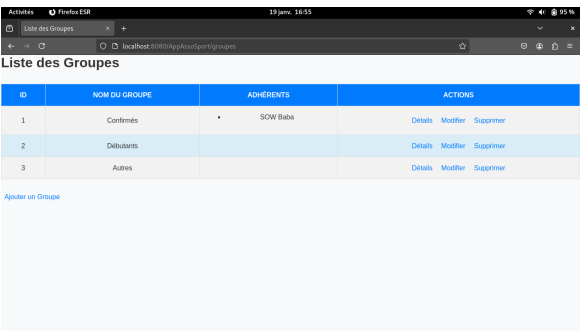 Activités Firefox ESR 19 janv. 16:55 95 %
Liste des Groupes × +
localhost:8080/AppAssoSport/groupes
Liste des Groupes
ID NOM DU GROUPE ADHÉRENTS ACTIONS
1 Confirmés • SOW Baba Détails Modifier Supprimer
2 Débutants Détails Modifier Supprimer
3 Autres Détails Modifier Supprimer
Ajouter un Groupe